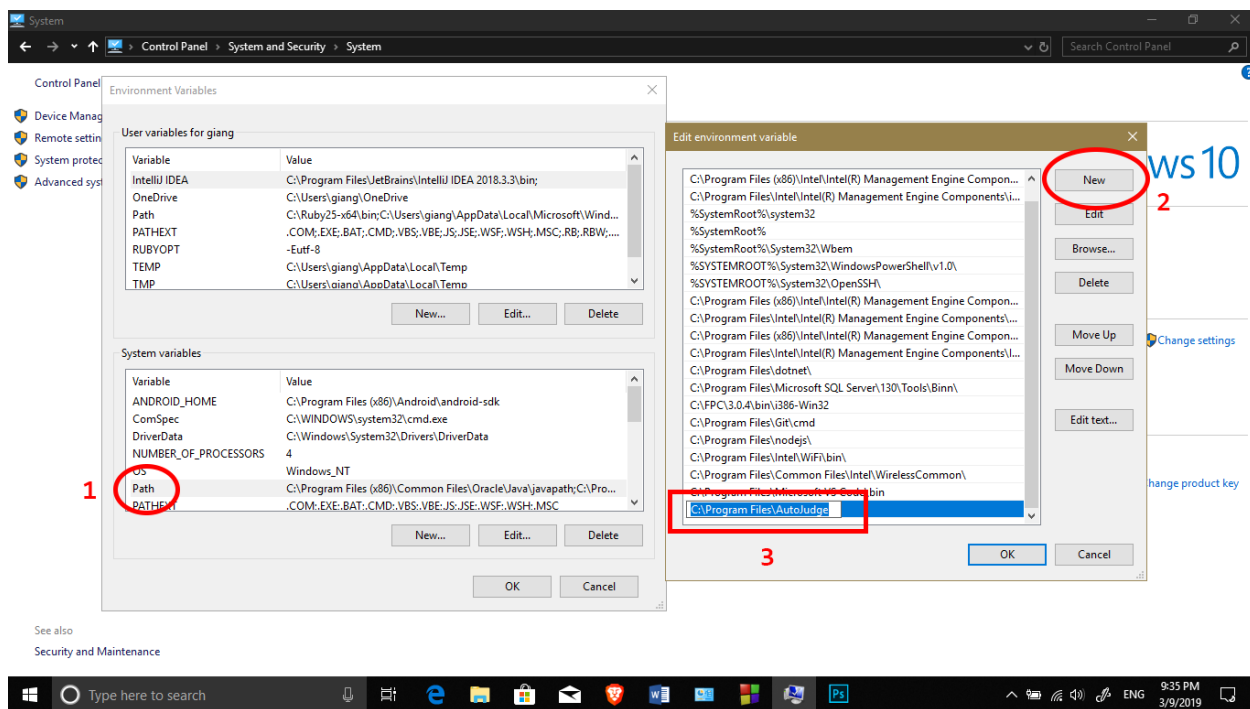 System
Control Panel › System and Security › System
Search Control Panel
Control Panel
Device Manag
Remote settin
System protec
Advanced syst
Environment Variables
User variables for giang
Variable Value
IntelliJ IDEA C:\Program Files\JetBrains\IntelliJ IDEA 2018.3.3\bin;
OneDrive C:\Users\giang\OneDrive
Path C:\Ruby25-x64\bin;C:\Users\giang\AppData\Local\Microsoft\Wind...
PATHEXT .COM;.EXE;.BAT;.CMD;.VBS;.VBE;.JS;.JSE;.WSF;.WSH;.MSC;.RB;.RBW;....
RUBYOPT -Eutf-8
TEMP C:\Users\giang\AppData\Local\Temp
TMP C:\Users\giang\AppData\Local\Temp
New... Edit... Delete
System variables
Variable Value
ANDROID_HOME C:\Program Files (x86)\Android\android-sdk
ComSpec C:\WINDOWS\system32\cmd.exe
DriverData C:\Windows\System32\Drivers\DriverData
NUMBER_OF_PROCESSORS 4
OS Windows_NT
1
Path C:\Program Files (x86)\Common Files\Oracle\Java\javapath;C:\Pro...
PATHEXT .COM;.EXE;.BAT;.CMD;.VBS;.VBE;.JS;.JSE;.WSF;.WSH;.MSC
New... Edit... Delete
OK Cancel
Edit environment variable
C:\Program Files (x86)\Intel\Intel(R) Management Engine Compon...
C:\Program Files\Intel\Intel(R) Management Engine Components\i...
%SystemRoot%\system32
%SystemRoot%
%SystemRoot%\System32\Wbem
%SYSTEMROOT%\System32\WindowsPowerShell\v1.0\
%SYSTEMROOT%\System32\OpenSSH\
C:\Program Files (x86)\Intel\Intel(R) Management Engine Compon...
C:\Program Files\Intel\Intel(R) Management Engine Components\...
C:\Program Files (x86)\Intel\Intel(R) Management Engine Compon...
C:\Program Files\Intel\Intel(R) Management Engine Components\I...
C:\Program Files\dotnet\
C:\Program Files\Microsoft SQL Server\130\Tools\Binn\
C:\FPC\3.0.4\bin\i386-Win32
C:\Program Files\Git\cmd
C:\Program Files\nodejs\
C:\Program Files\Intel\WiFi\bin\
C:\Program Files\Common Files\Intel\WirelessCommon\
C:\Program Files\Microsoft VS Code\bin
C:\Program Files\AutoJudge
3
New
2
Edit
Browse...
Delete
Move Up
Move Down
Edit text...
OK Cancel
ws 10
Change settings
hange product key
See also
Security and Maintenance
Type here to search
ENG
9:35 PM
3/9/2019